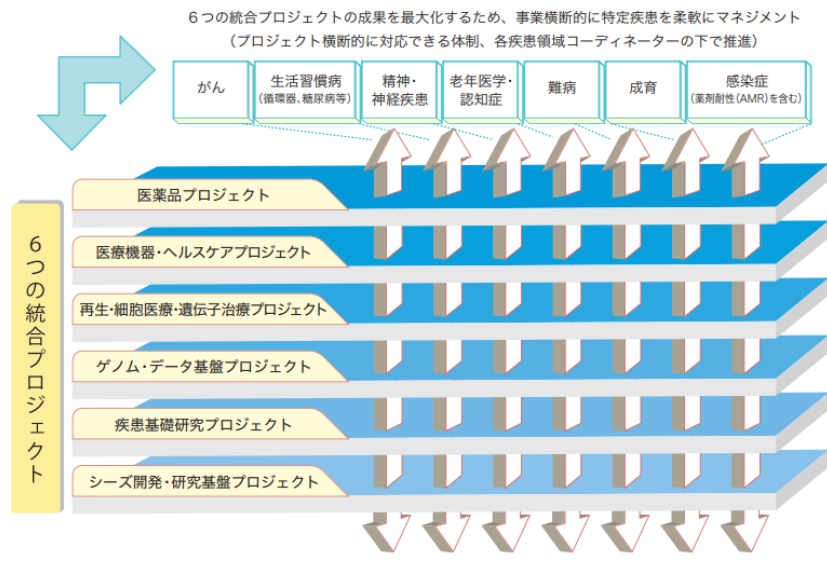 6つの統合プロジェクトの成果を最大化するため、事業横断的に特定疾患を柔軟にマネジメント
（プロジェクト横断的に対応できる体制、各疾患領域コーディネーターの下で推進）
がん
生活習慣病
（循環器、糖尿病等）
精神・
神経疾患
老年医学・
認知症
難病
成育
感染症
（薬剤耐性（AMR）を含む）
6つの統合プロジェクト
医薬品プロジェクト
医療機器・ヘルスケアプロジェクト
再生・細胞医療・遺伝子治療プロジェクト
ゲノム・データ基盤プロジェクト
疾患基礎研究プロジェクト
シーズ開発・研究基盤プロジェクト